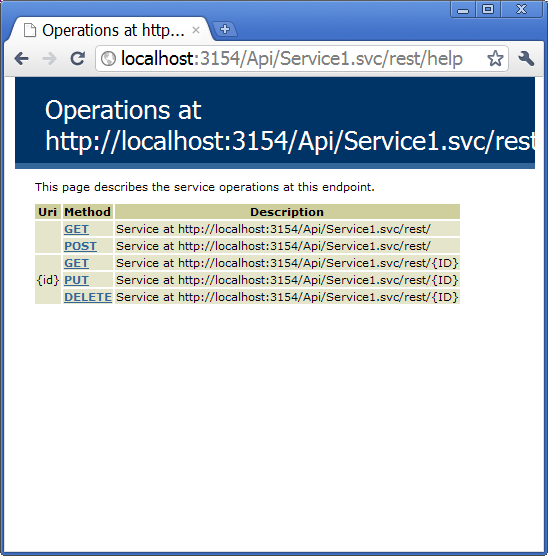 Operations at http...
localhost:3154/Api/Service1.svc/rest/help
Operations at
http://localhost:3154/Api/Service1.svc/rest
This page describes the service operations at this endpoint.
Uri Method Description
GET Service at http://localhost:3154/Api/Service1.svc/rest/
POST Service at http://localhost:3154/Api/Service1.svc/rest/
GET Service at http://localhost:3154/Api/Service1.svc/rest/{ID}
{id} PUT Service at http://localhost:3154/Api/Service1.svc/rest/{ID}
DELETE Service at http://localhost:3154/Api/Service1.svc/rest/{ID}